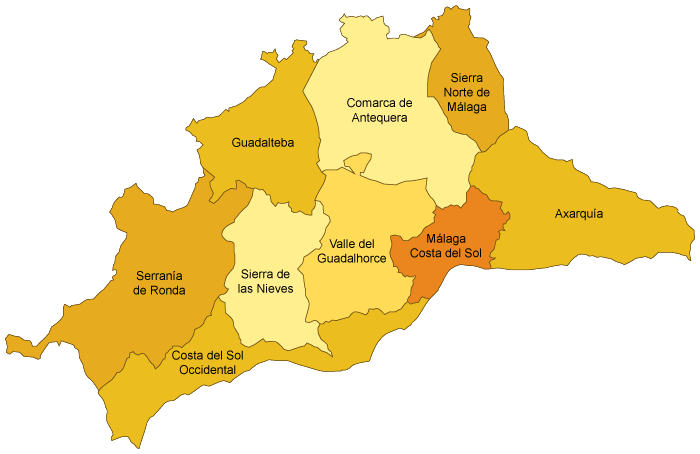 Sierra
Norte de
Málaga
Comarca de
Antequera
Guadalteba
Axarquía
Málaga
Costa del Sol
Valle del
Guadalhorce
Serranía
de Ronda
Sierra de
las Nieves
Costa del Sol
Occidental